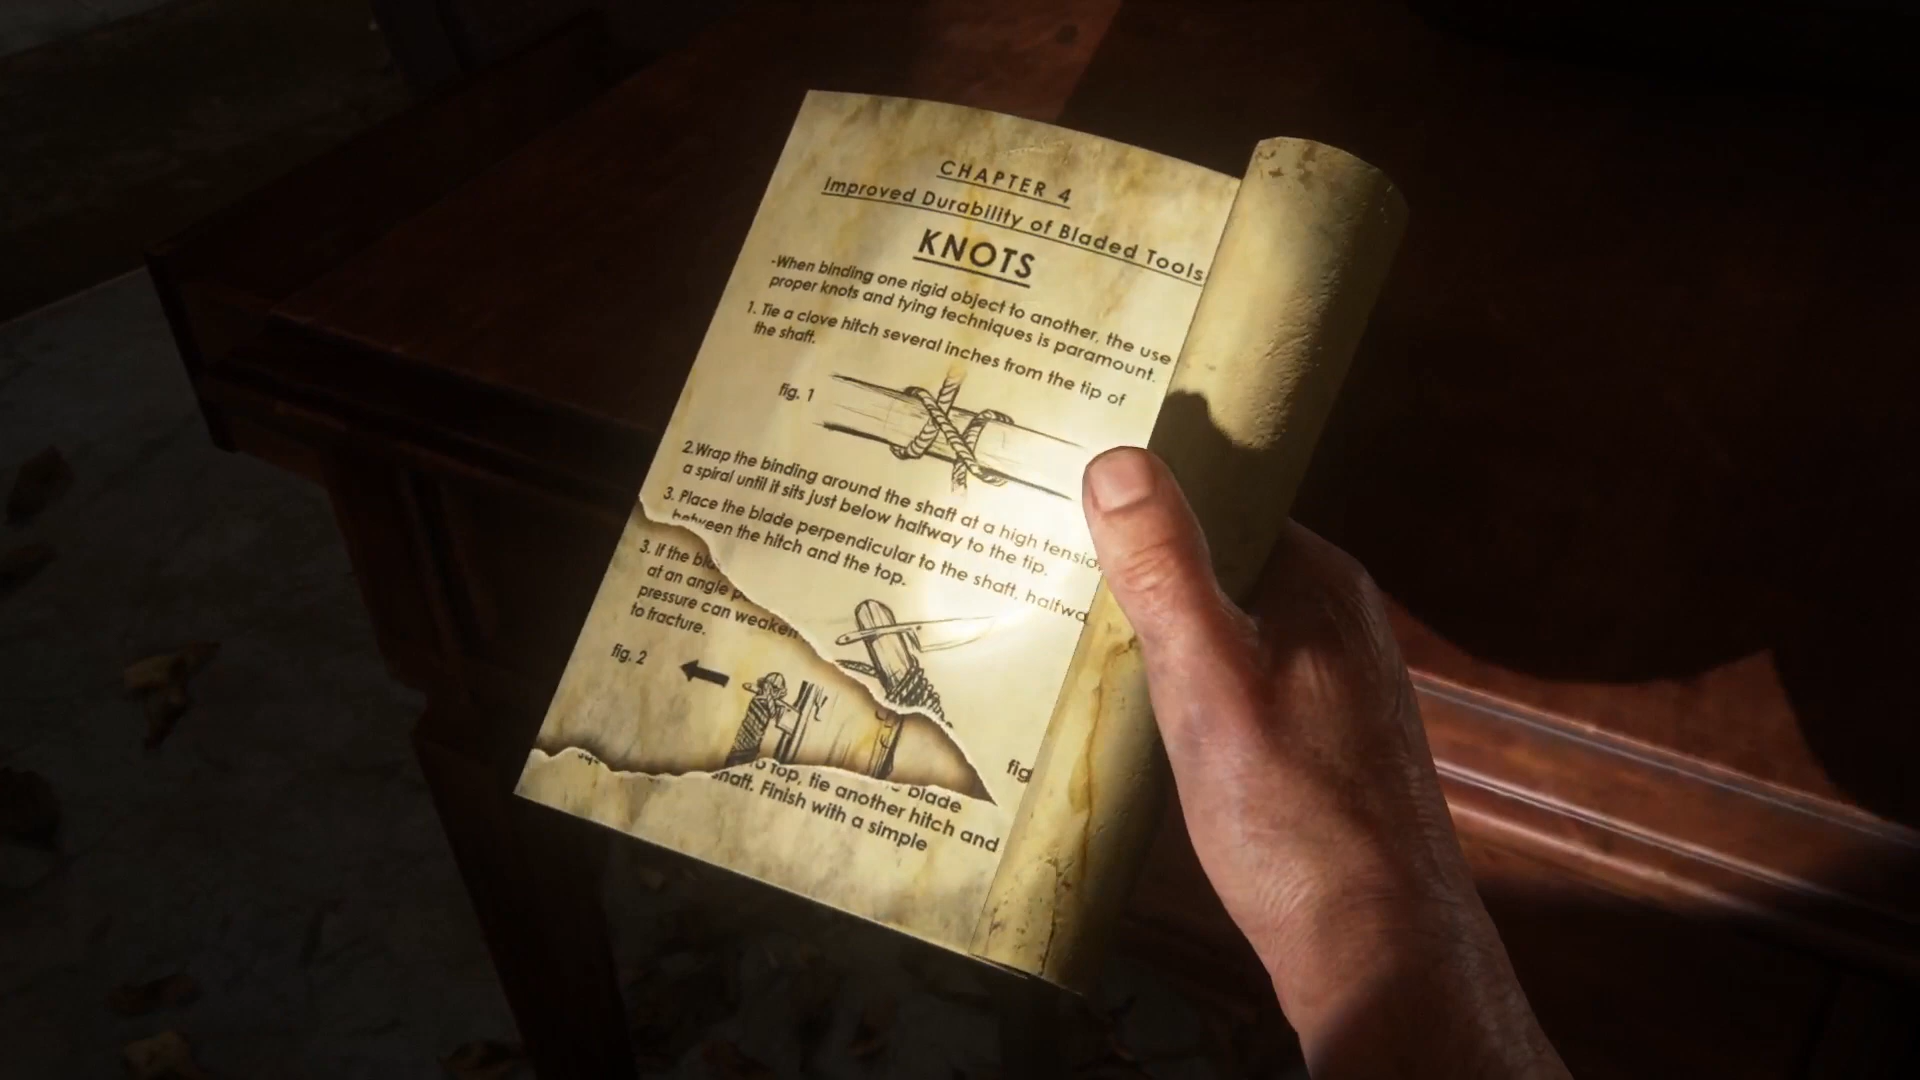 CHAPTER 4
Improved Durability of Bladed Tools
KNOTS
-When binding one rigid object to another, the use
proper knots and tying techniques is paramount.
1. Tie a clove hitch several inches from the tip of
the shaft.
fig. 1
2.Wrap the binding around the shaft at a high tensio
a spiral until it sits just below halfway to the tip.
3. Place the blade perpendicular to the shaft, halfwa
between the hitch and the top.
3. If the bla
at an angle p
pressure can weaken
to fracture.
fig. 2
fig
to top, tie another hitch and
shaft. Finish with a simple
blade